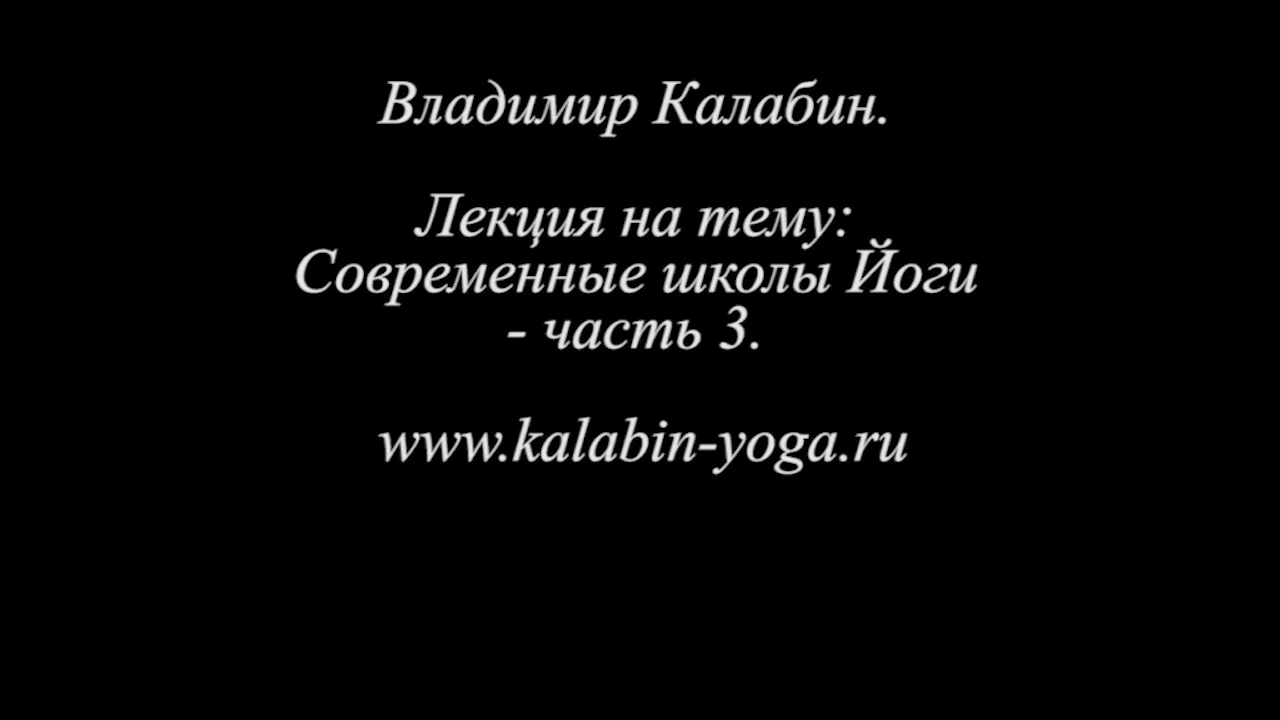 Владимир Калабин.
Лекция на тему:
Современные школы Йоги
- часть 3.
www.kalabin-yoga.ru